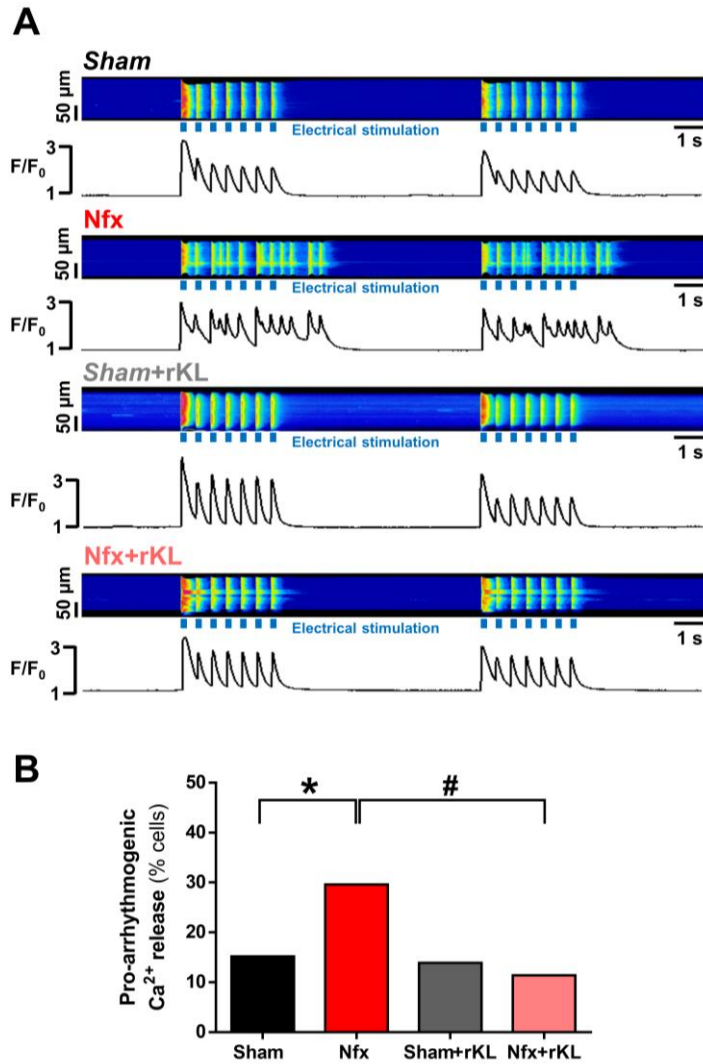 A
Sham
50 µm
Electrical stimulation
1 s
F/F0
3
1
Nfx
50 µm
Electrical stimulation
1 s
F/F0
3
1
Sham+rKL
50 µm
Electrical stimulation
1 s
F/F0
3
1
Nfx+rKL
50 µm
Electrical stimulation
1 s
F/F0
3
1
B
Pro-arrhythmogenic
Ca2+ release (% cells)
50
40
30
20
10
0
*
#
Sham Nfx Sham+rKL Nfx+rKL